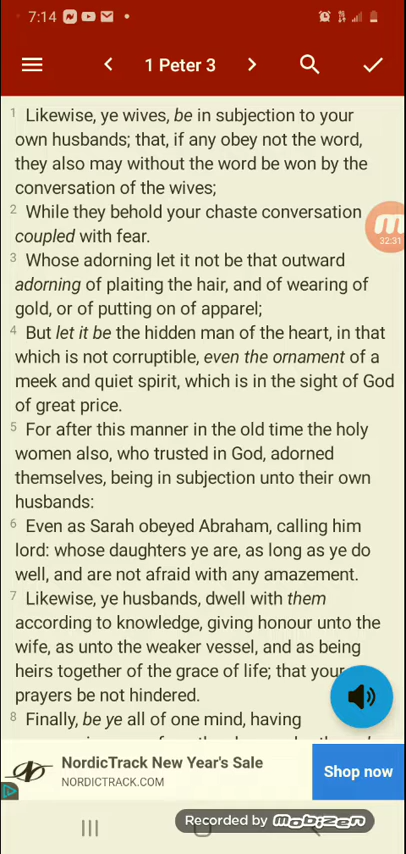 7:14
1 Peter 3
1 Likewise, ye wives, be in subjection to your
own husbands; that, if any obey not the word,
they also may without the word be won by the
conversation of the wives;
2 While they behold your chaste conversation
coupled with fear.
32:31
3 Whose adorning let it not be that outward
adorning of plaiting the hair, and of wearing of
gold, or of putting on of apparel;
4 But let it be the hidden man of the heart, in that
which is not corruptible, even the ornament of a
meek and quiet spirit, which is in the sight of God
of great price.
5 For after this manner in the old time the holy
women also, who trusted in God, adorned
themselves, being in subjection unto their own
husbands:
6 Even as Sarah obeyed Abraham, calling him
lord: whose daughters ye are, as long as ye do
well, and are not afraid with any amazement.
7 Likewise, ye husbands, dwell with them
according to knowledge, giving honour unto the
wife, as unto the weaker vessel, and as being
heirs together of the grace of life; that your
prayers be not hindered.
8 Finally, be ye all of one mind, having
NordicTrack New Year's Sale
NORDICTRACK.COM
Shop now
Recorded by mobizen